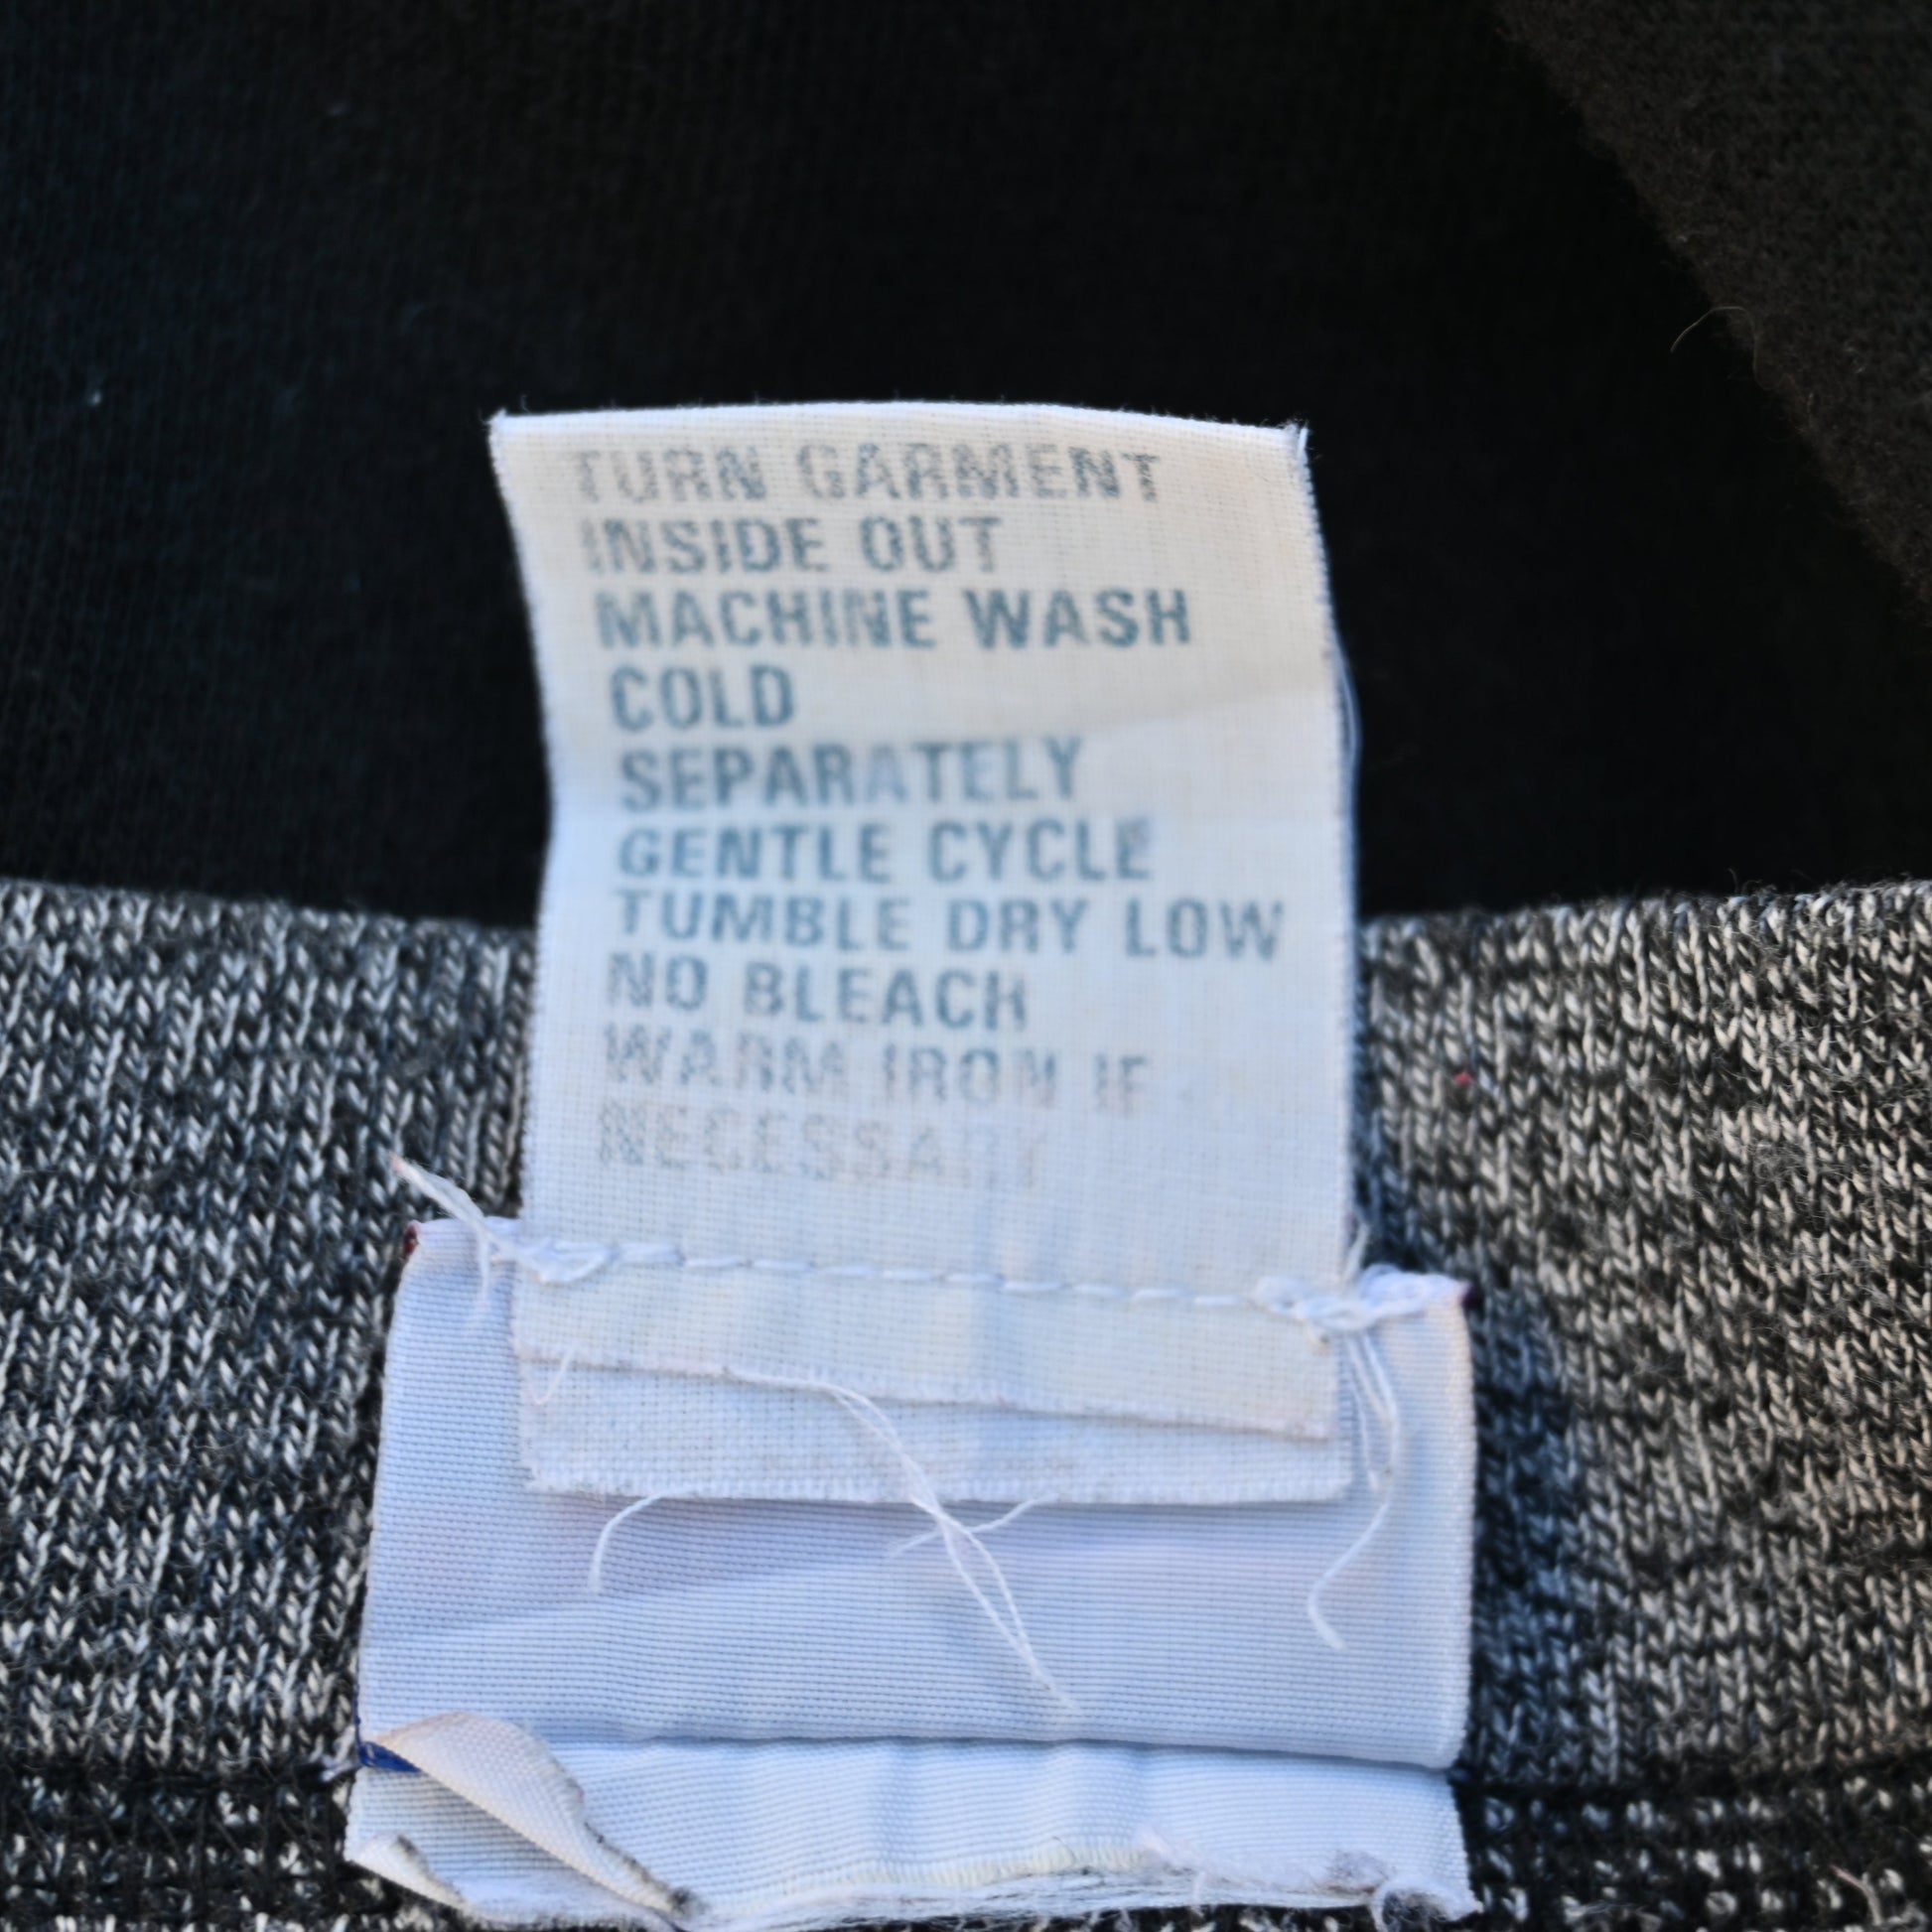 TURN GARMENT
INSIDE OUT
MACHINE WASH
COLD
SEPARATELY
GENTLE CYCLE
TUMBLE DRY LOW
NO BLEACH
WARM IRON IF
NECESSARY